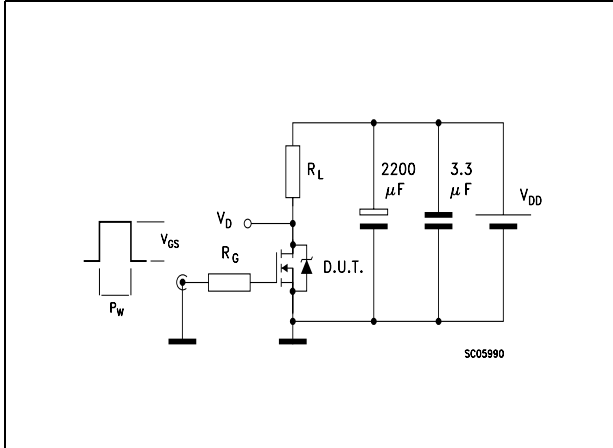 R_L
2200
μF
3.3
μF
V_DD
V_D
V_GS
R_G
D.U.T.
P_W
SC05990